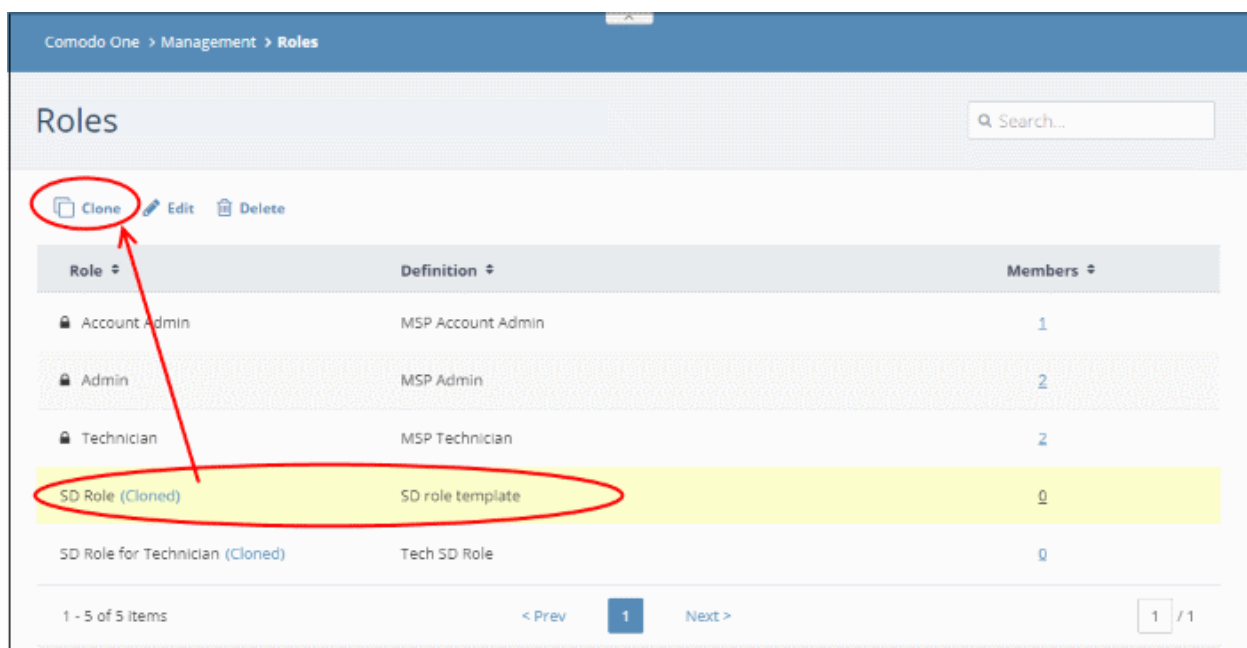 Comodo One > Management > Roles
Roles
Search...
Clone Edit Delete
Role Definition Members
Account Admin MSP Account Admin 1
Admin MSP Admin 2
Technician MSP Technician 2
SD Role (Cloned) SD role template 0
SD Role for Technician (Cloned) Tech SD Role 0
1 - 5 of 5 items < Prev 1 Next > 1 / 1